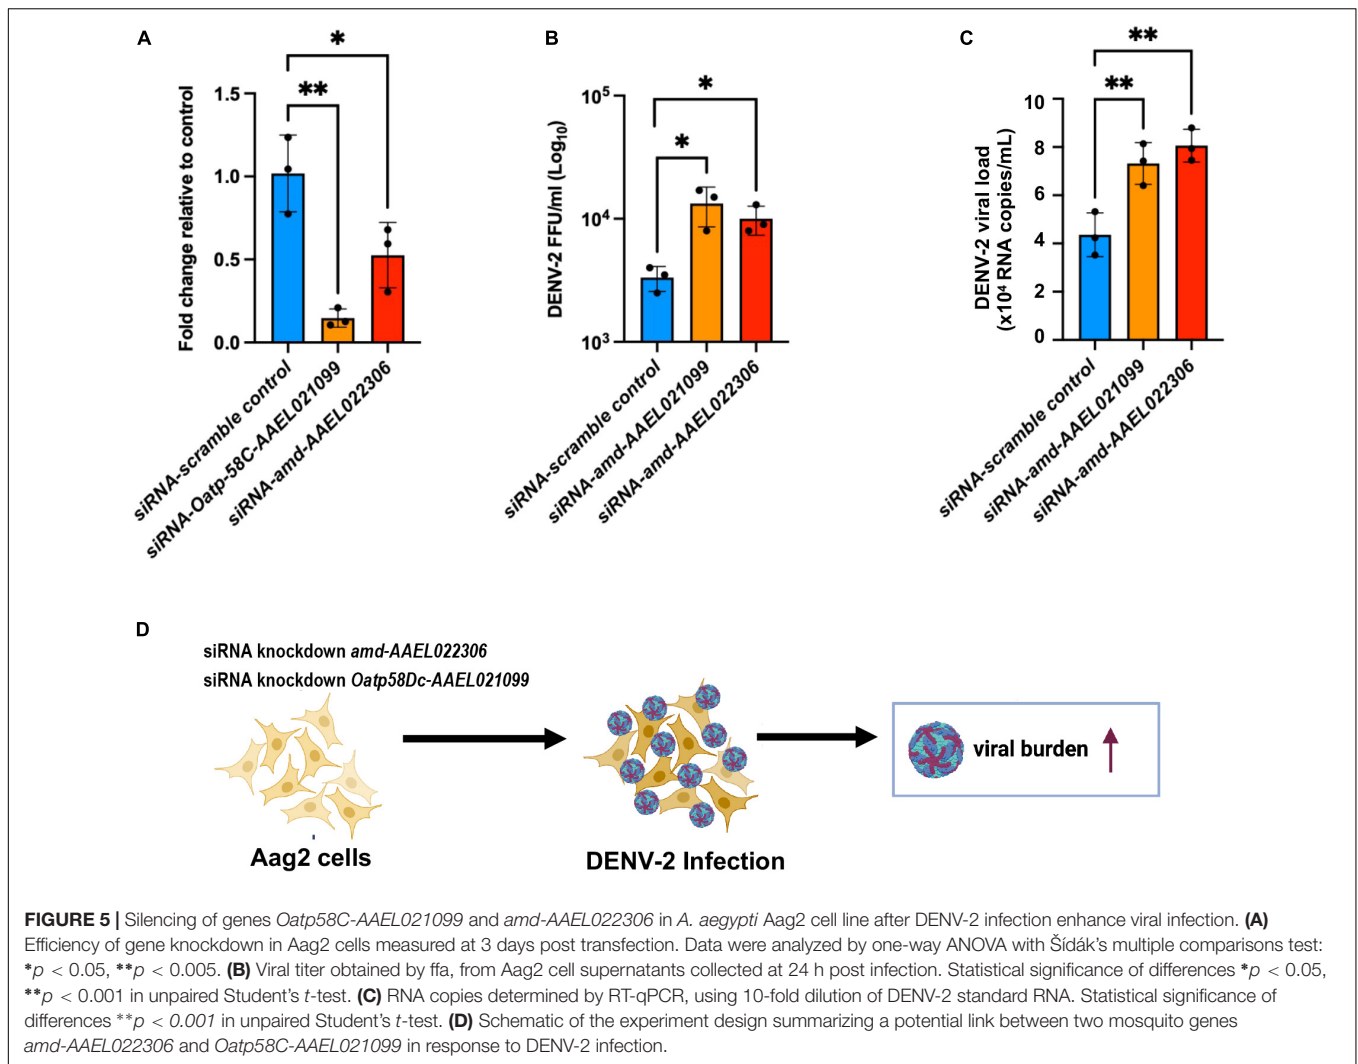 A
B
C
*
**
Fold change relative to control
1.5
1.0
0.5
0.0
siRNA-scramble control
siRNA-Oatp-58C-AAEL021099
siRNA-amd-AAEL022306
*
*
DENV-2 FFU/ml (Log10)
10⁵
10⁴
10³
siRNA-scramble control
siRNA-amd-AAEL021099
siRNA-amd-AAEL022306
**
**
DENV-2 viral load
(x10⁴ RNA copies/mL)
10
8
6
4
2
0
siRNA-scramble control
siRNA-amd-AAEL021099
siRNA-amd-AAEL022306
D
siRNA knockdown amd-AAEL022306
siRNA knockdown Oatp58Dc-AAEL021099
viral burden
Aag2 cells
DENV-2 Infection
FIGURE 5 | Silencing of genes Oatp58C-AAEL021099 and amd-AAEL022306 in A. aegypti Aag2 cell line after DENV-2 infection enhance viral infection. (A)
Efficiency of gene knockdown in Aag2 cells measured at 3 days post transfection. Data were analyzed by one-way ANOVA with Šídák's multiple comparisons test:
*p < 0.05, **p < 0.005. (B) Viral titer obtained by ffa, from Aag2 cell supernatants collected at 24 h post infection. Statistical significance of differences *p < 0.05,
**p < 0.001 in unpaired Student's t-test. (C) RNA copies determined by RT-qPCR, using 10-fold dilution of DENV-2 standard RNA. Statistical significance of
differences **p < 0.001 in unpaired Student's t-test. (D) Schematic of the experiment design summarizing a potential link between two mosquito genes
amd-AAEL022306 and Oatp58C-AAEL021099 in response to DENV-2 infection.